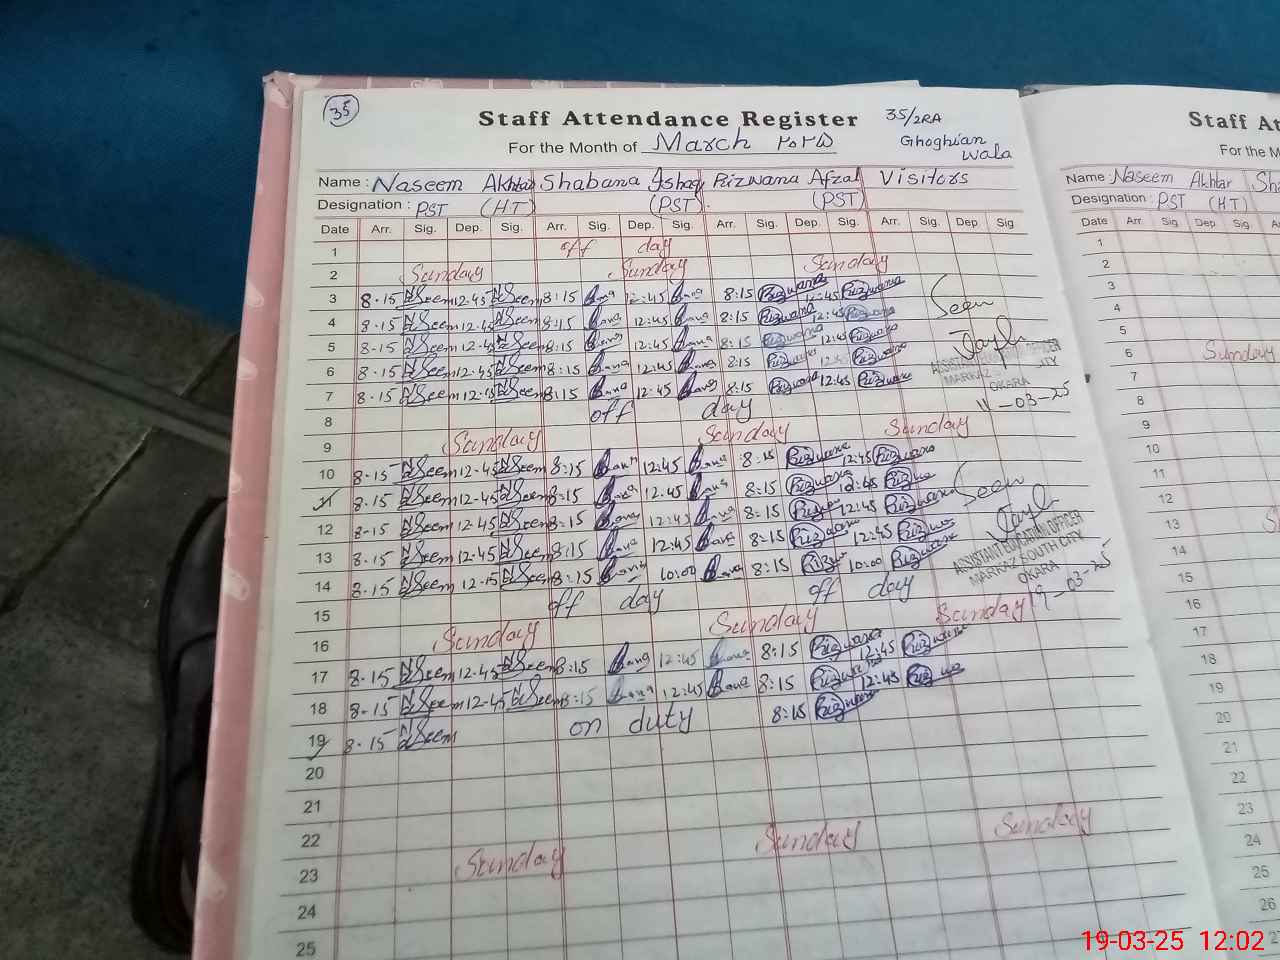 35
Staff Attendance Register
35/2RA
For the Month of March ۲۰۲۵
Ghoghian Wala
Name : Naseem Akhtar Shabana Ishaq Rizwana Afzal Visitors
Designation : PST (HT) (PST). (PST)
Date Arr. Sig. Dep. Sig. Arr. Sig. Dep. Sig. Arr. Sig. Dep. Sig. Arr. Sig. Dep Sig
1 off day
2 Sunday Sunday Sunday
3 8-15 NSeem 12-45 NSeem 8:15 12:45 8:15 Rizwana 12:45 Rizwana Seen
4 8-15 NSeem 12-45 NSeem 8:15 12:45 8:15 Rizwana 12:45 Rizwana
5 8-15 NSeem 12-45 NSeem 8:15 12:45 8:15 Rizwana 12:45 Rizwana
6 8-15 NSeem 12-45 NSeem 8:15 12:45 8:15 Rizwana 12:45 Rizwana
7 8-15 NSeem 12-15 NSeem 8:15 12:45 8:15 Rizwana 12:45 Rizwana
ASSISTANT EDUCATION OFFICER
MARKAZ CITY
OKARA
11-03-25
8 off day
9 Sunday Sunday Sunday
10 8-15 NSeem 12-45 NSeem 8:15 12:45 8:15 Rizwana 12:45 Rizwana
11 8-15 NSeem 12-45 NSeem 8:15 12:45 8:15 Rizwana 12:45 Rizwana Seen
12 8-15 NSeem 12-45 NSeem 8:15 12:45 8:15 Rizwana 12:45 Rizwana
13 8-15 NSeem 12-45 NSeem 8:15 12:45 8:15 Rizwana 12:45 Rizwana
14 8-15 NSeem 12-15 NSeem 8:15 10:00 8:15 Rizwana 10:00 Rizwana
ASSISTANT EDUCATION OFFICER
MARKAZ SOUTH CITY
OKARA
19-03-25
15 off day off day
16 Sunday Sunday Sunday
17 8-15 NSeem 12-45 NSeem 8:15 12:45 8:15 Rizwana 12:45 Rizwana
18 8-15 NSeem 12-45 NSeem 8:15 12:45 8:15 Rizwana 12:45 Rizwana
19 8-15 NSeem on duty 8:15 Rizwana
20
21
22
23 Sunday Sunday Sunday
24
25
Staff At
For the M
Name : Naseem Akhtar Sha
Designation : PST (HT)
Date Arr. Sig Dep Sig. A
1
2
3
4
5
6 Sunday
7
8
9
10
11
12
13 S
14
15
16
17
18
19
20
21
22
23
24
25
26
19-03-25 12:02